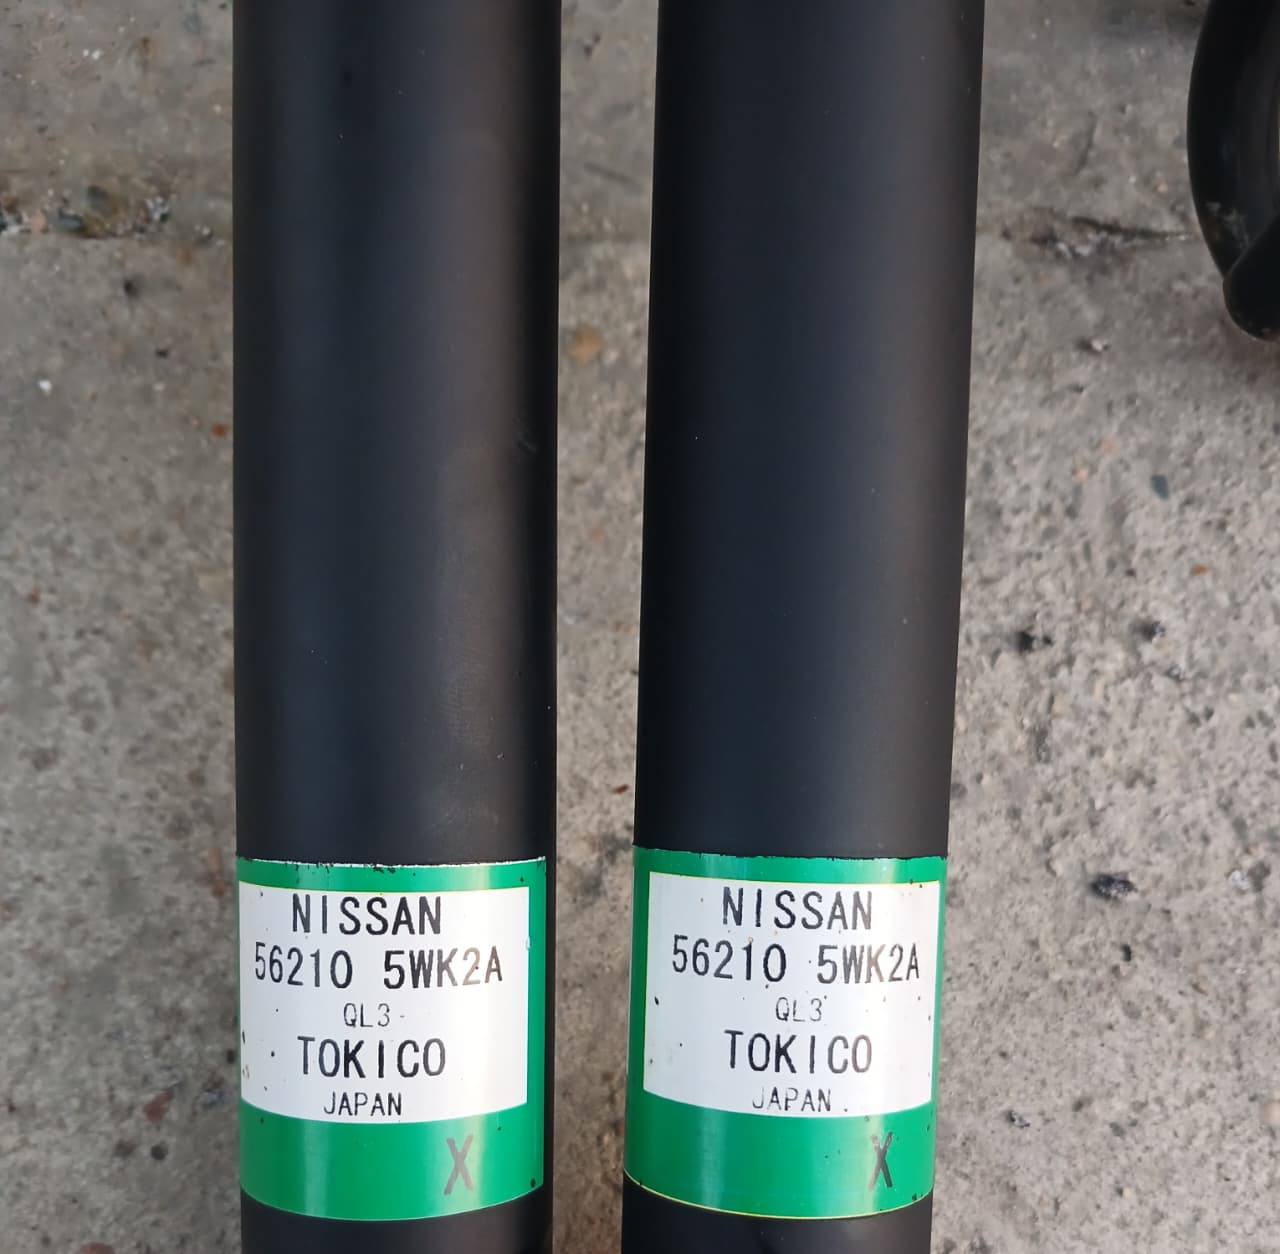 NISSAN
56210 5WK2A
QL3
TOKICO
JAPAN
X
NISSAN
56210 5WK2A
QL3
TOKICO
JAPAN
X